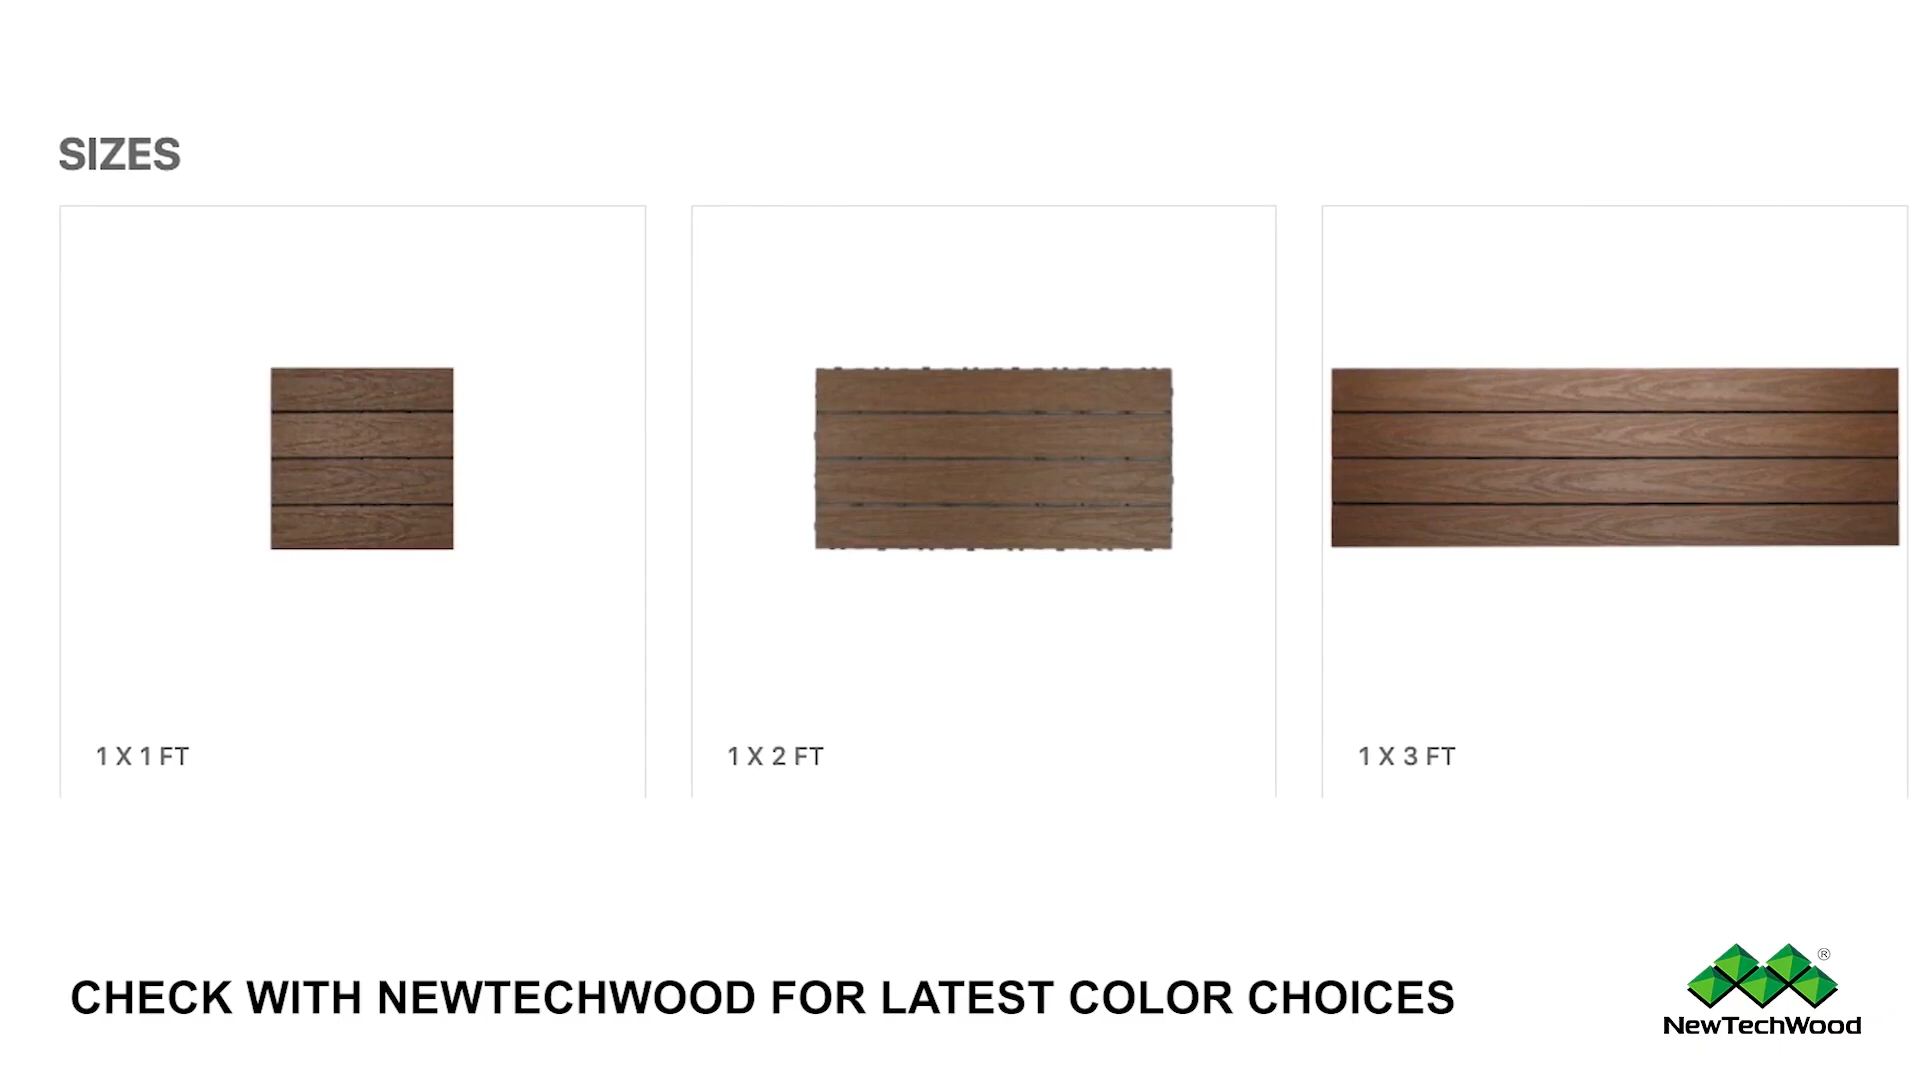 SIZES
1 X 1 FT
1 X 2 FT
1 X 3 FT
CHECK WITH NEWTECHWOOD FOR LATEST COLOR CHOICES
®
NewTechWood